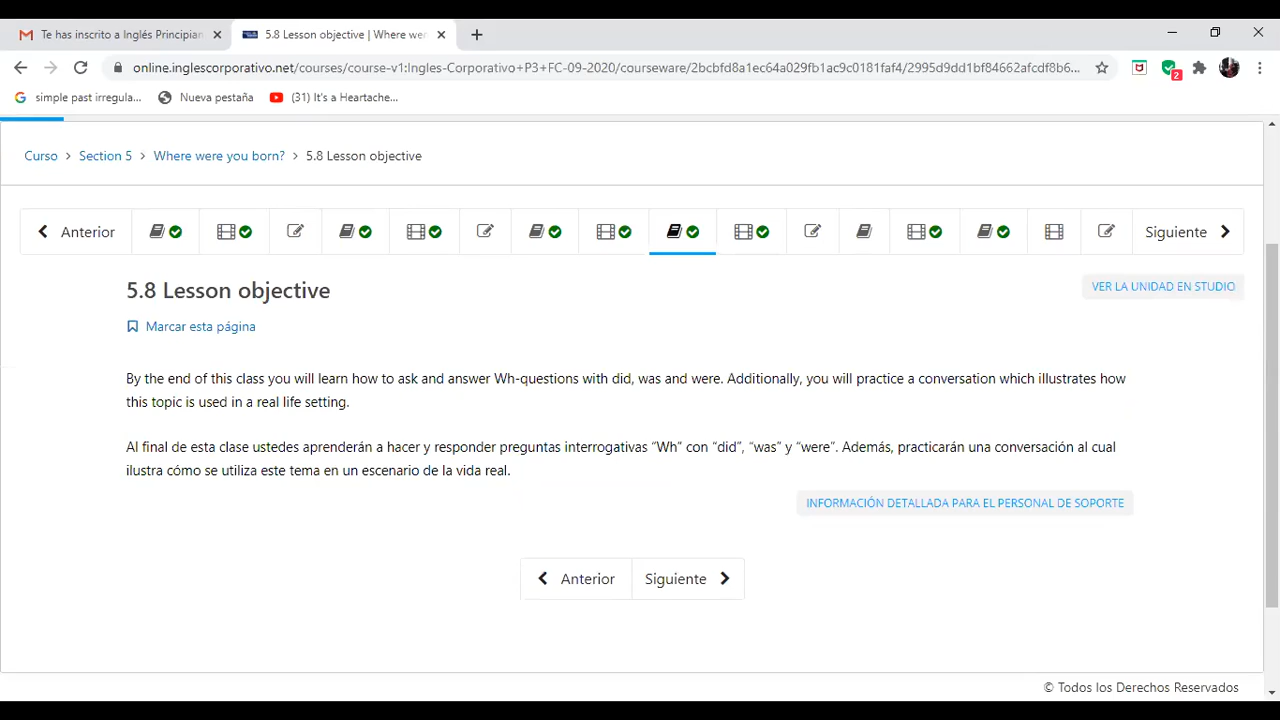 Te has inscrito a Inglés Principian
5.8 Lesson objective | Where wer
online.inglescorporativo.net/courses/course-v1:Ingles-Corporativo+P3+FC-09-2020/courseware/2bcbfd8a1ec64a029fb1ac9c0181faf4/2995d9dd1bf84662afcdf8b6...
2
simple past irregula...
Nueva pestaña
(31) It's a Heartache...
Curso > Section 5 > Where were you born? > 5.8 Lesson objective
Anterior
Siguiente
5.8 Lesson objective
VER LA UNIDAD EN STUDIO
Marcar esta página
By the end of this class you will learn how to ask and answer Wh-questions with did, was and were. Additionally, you will practice a conversation which illustrates how
this topic is used in a real life setting.
Al final de esta clase ustedes aprenderán a hacer y responder preguntas interrogativas “Wh” con “did”, “was” y “were”. Además, practicarán una conversación al cual
ilustra cómo se utiliza este tema en un escenario de la vida real.
INFORMACIÓN DETALLADA PARA EL PERSONAL DE SOPORTE
Anterior
Siguiente
© Todos los Derechos Reservados